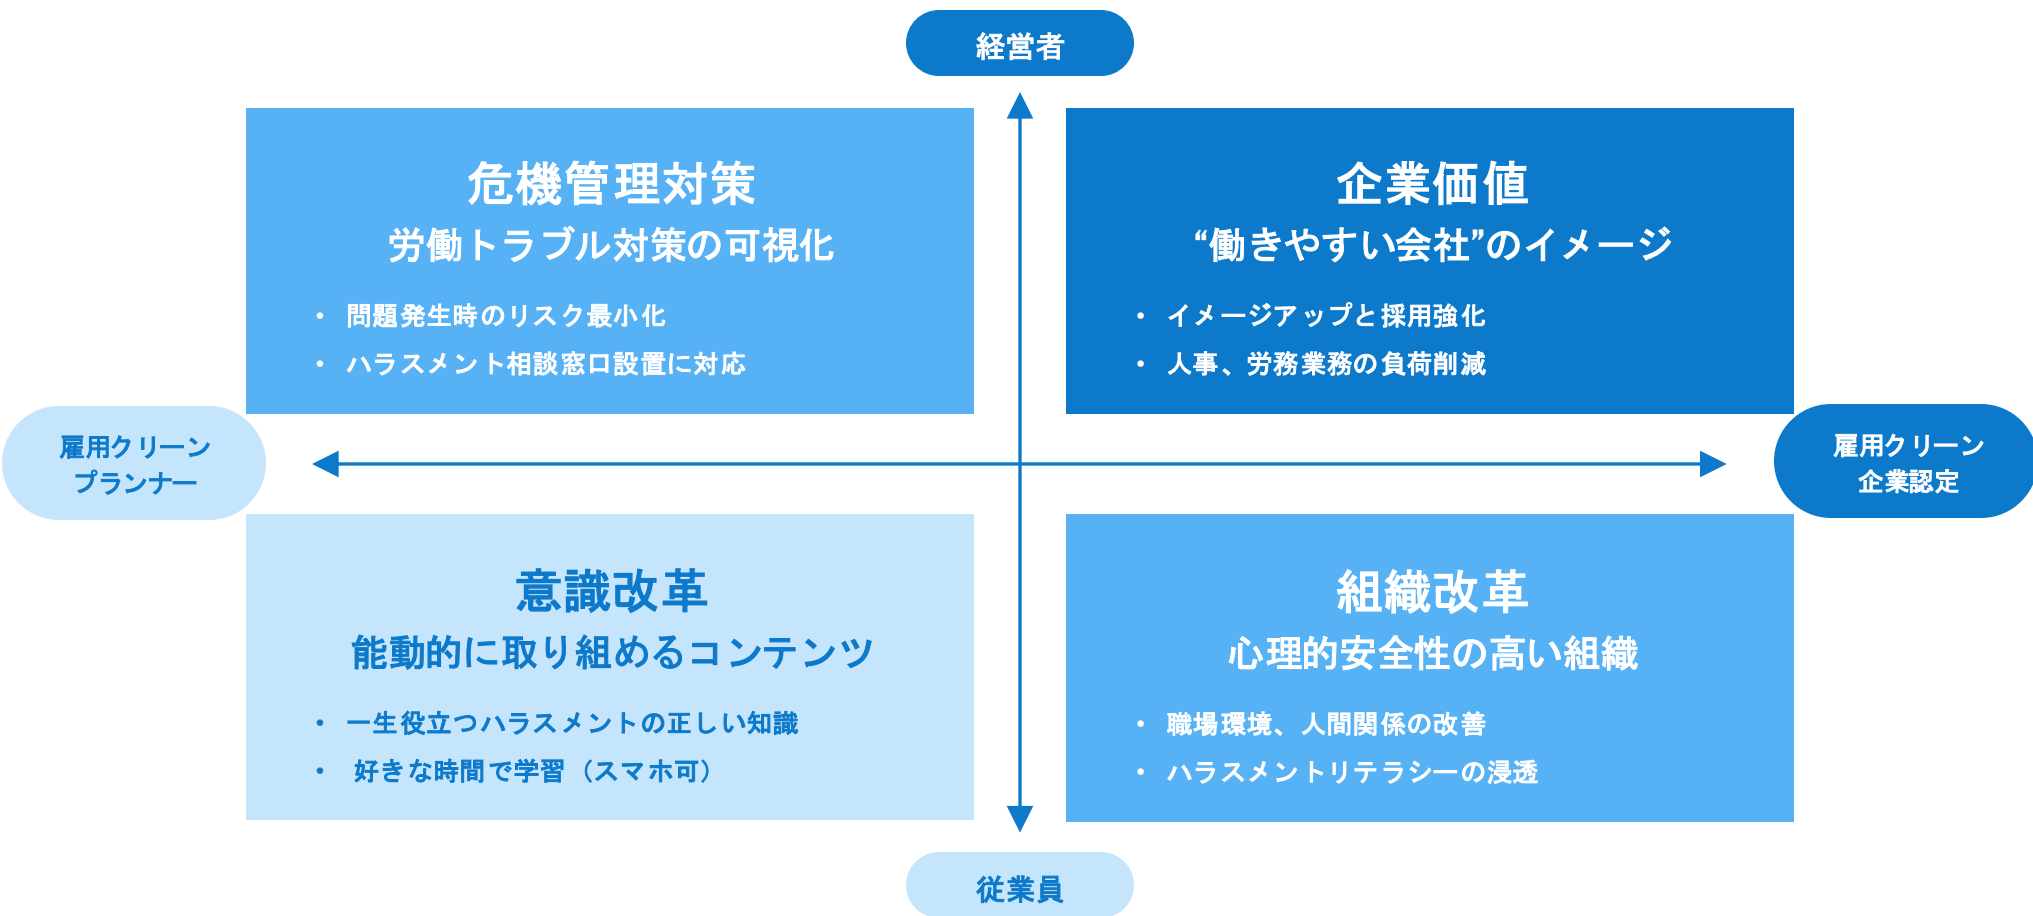 経営者
危機管理対策
労働トラブル対策の可視化
• 問題発生時のリスク最小化
• ハラスメント相談窓口設置に対応
企業価値
“働きやすい会社”のイメージ
• イメージアップと採用強化
• 人事、労務業務の負荷削減
雇用クリーン
プランナー
雇用クリーン
企業認定
意識改革
能動的に取り組めるコンテンツ
• 一生役立つハラスメントの正しい知識
• 好きな時間で学習（スマホ可）
組織改革
心理的安全性の高い組織
• 職場環境、人間関係の改善
• ハラスメントリテラシーの浸透
従業員